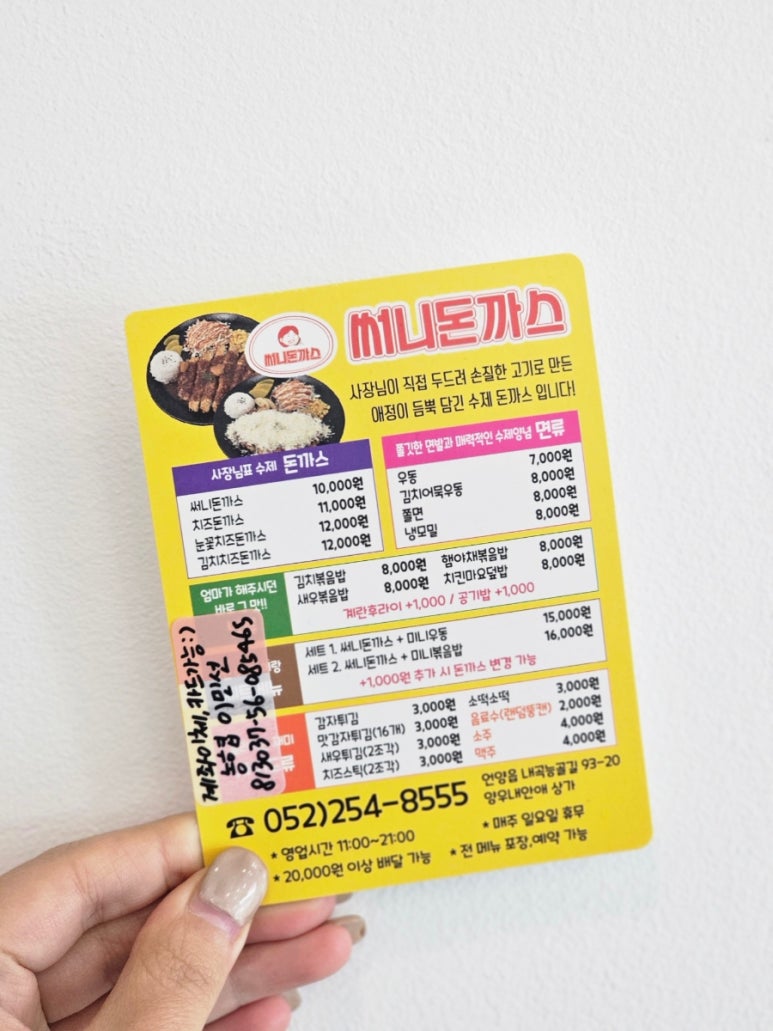 써니돈까스
써니돈까스
사장님이 직접 두드려 손질한 고기로 만든
애정이 듬뿍 담긴 수제 돈까스 입니다!
사장님표 수제 돈까스
써니돈까스 10,000원
치즈돈까스 11,000원
눈꽃치즈돈까스 12,000원
김치치즈돈까스 12,000원
쫄깃한 면발과 매력적인 수제양념 면류
우동 7,000원
김치어묵우동 8,000원
쫄면 8,000원
냉모밀 8,000원
엄마가 해주시던
바로 그 맛!!
김치볶음밥 8,000원 햄야채볶음밥 8,000원
새우볶음밥 8,000원 치킨마요덮밥 8,000원
계란후라이 +1,000 / 공기밥 +1,000
세트 1. 써니돈까스 + 미니우동 15,000원
세트 2. 써니돈까스 + 미니볶음밥 16,000원
+1,000원 추가 시 돈까스 변경 가능
감자튀김 3,000원 소떡소떡 3,000원
맛감자튀김(16개) 3,000원 음료수(랜덤뚱캔) 2,000원
새우튀김(2조각) 3,000원 소주 4,000원
치즈스틱(2조각) 3,000원 맥주 4,000원
계좌이체, 카드가능:)
농협 이민선
813037-56-085465
☎ 052)254-8555
언양읍 내곡능골길 93-20
양우내안애 상가
* 영업시간 11:00~21:00
* 매주 일요일 휴무
* 20,000원 이상 배달 가능
* 전 메뉴 포장,예약 가능